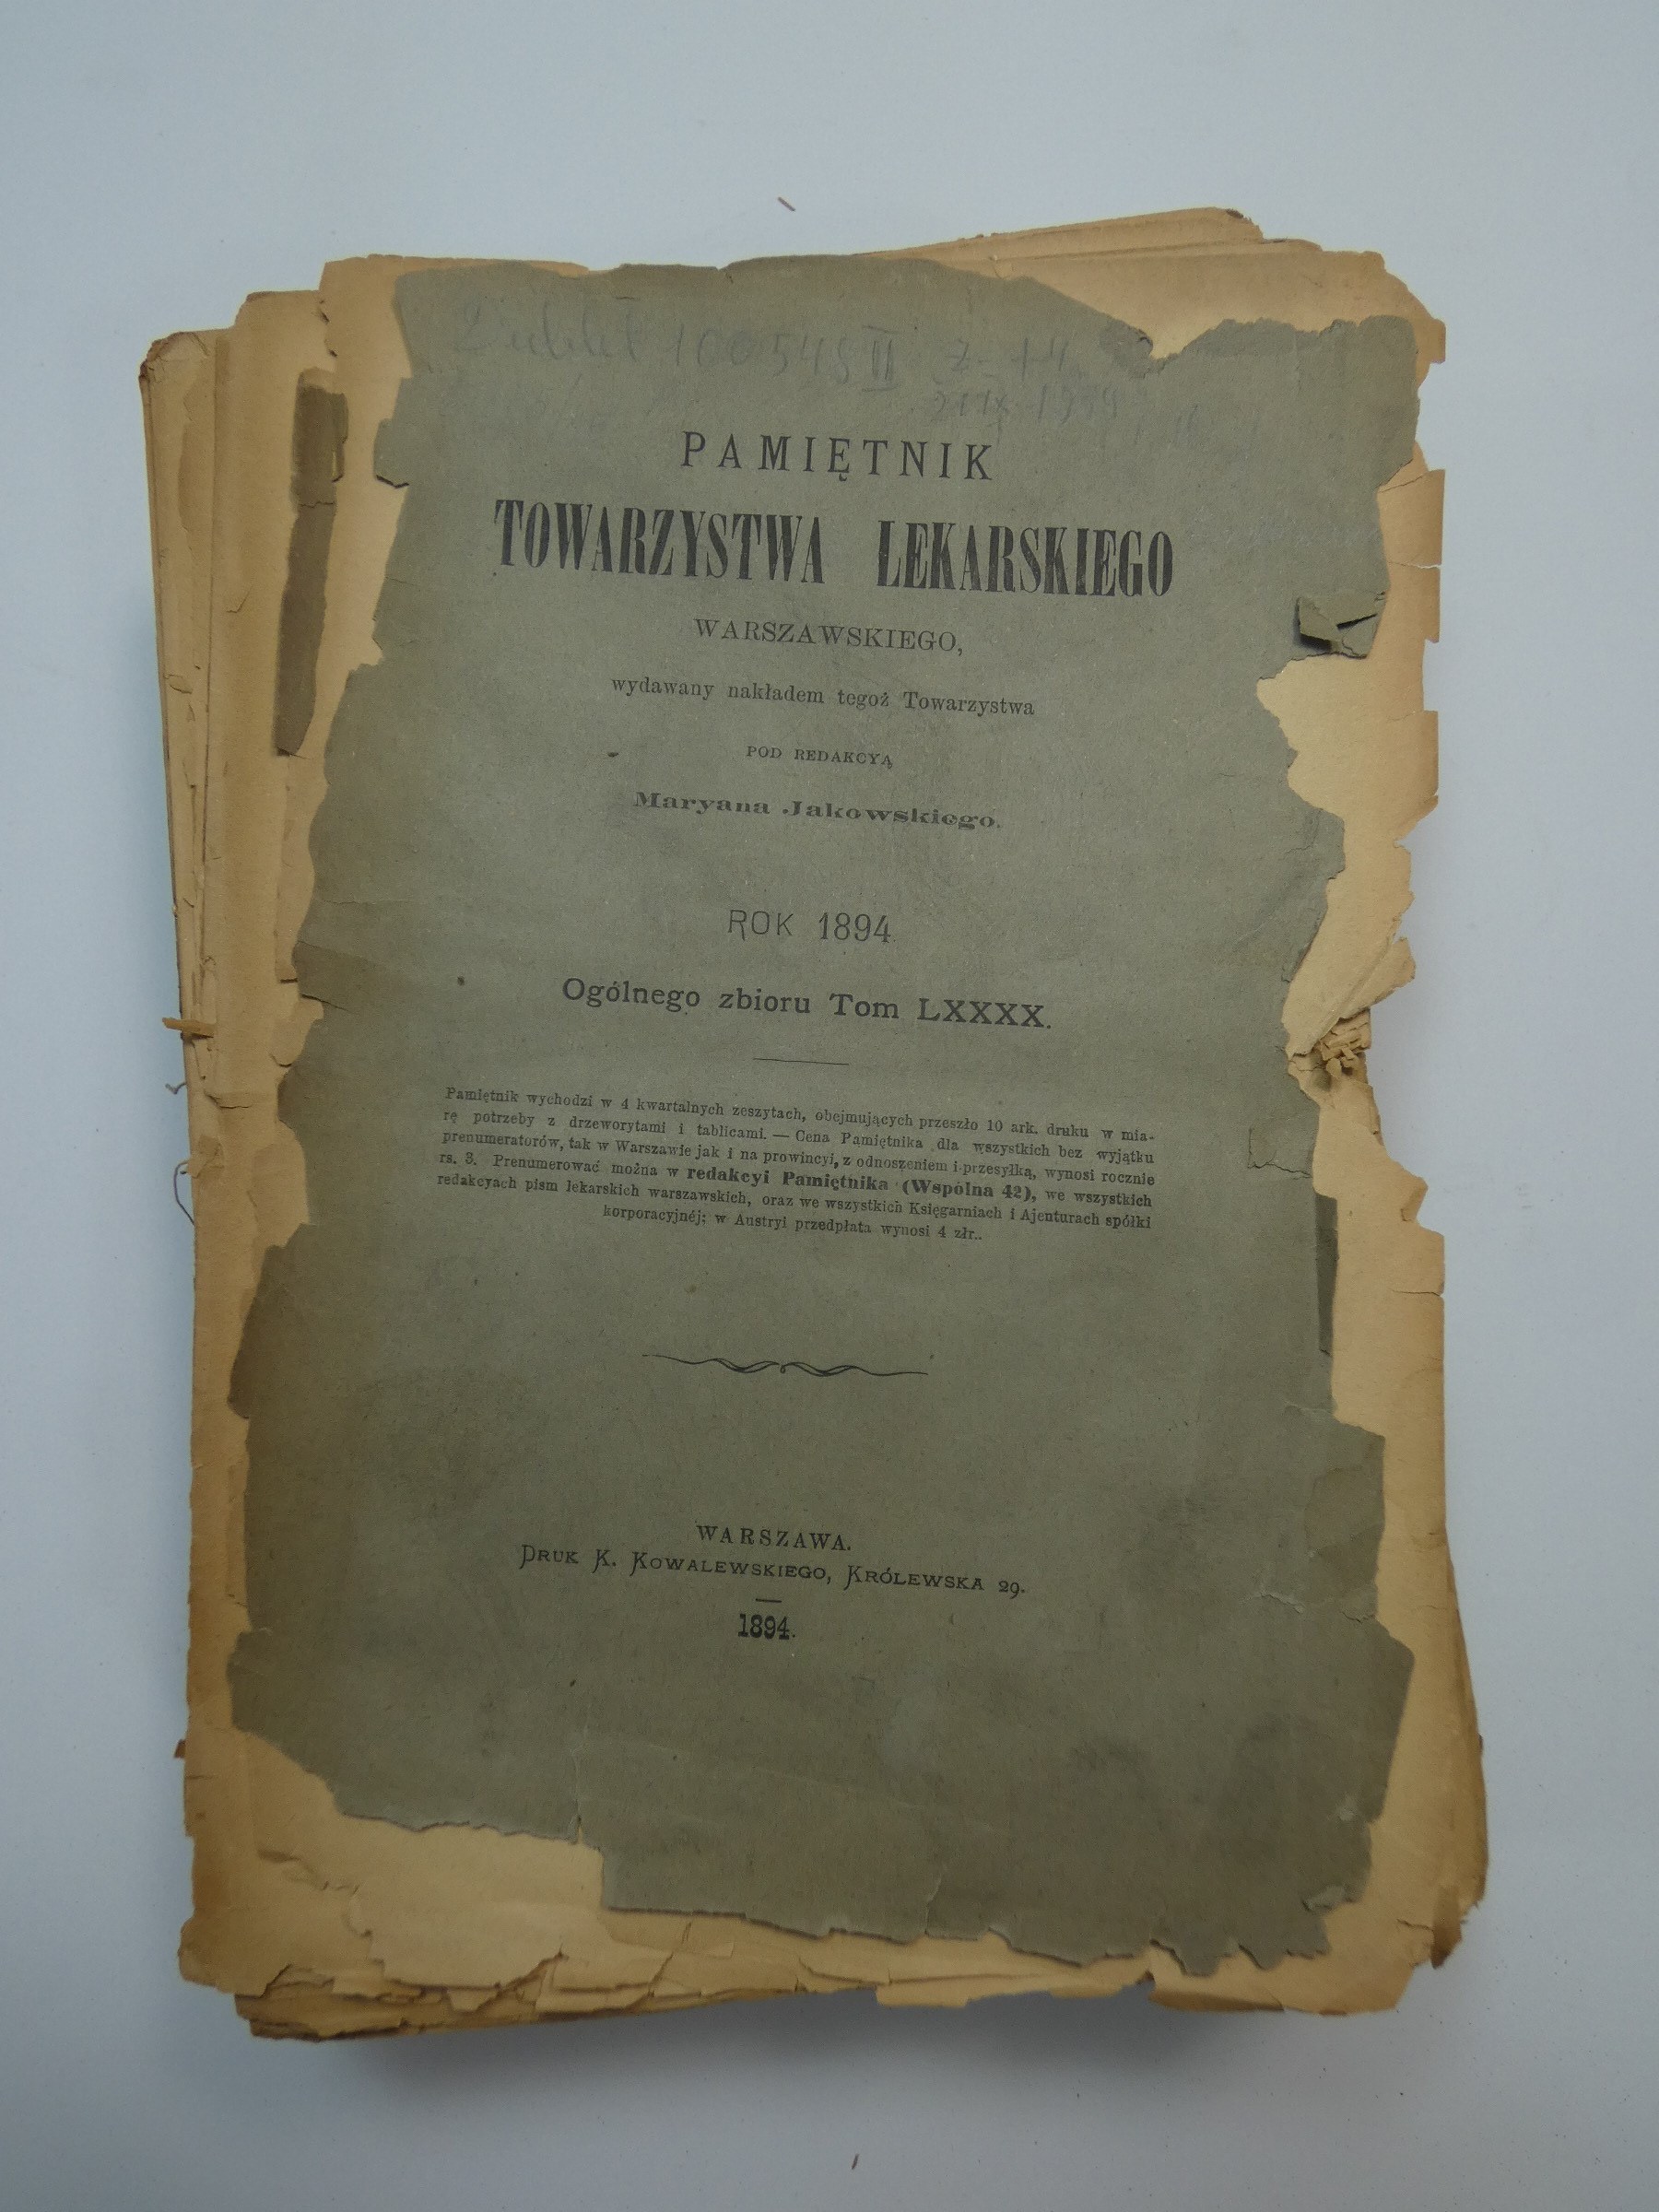 100548 II
PAMIĘTNIK
TOWARZYSTWA LEKARSKIEGO
WARSZAWSKIEGO,
wydawany nakładem tegoż Towarzystwa
POD REDAKCYĄ
Maryana Jakowskiego.
ROK 1894
Ogólnego zbioru Tom LXXXX.
Pamiętnik wychodzi w 4 kwartalnych zeszytach, obejmujących przeszło 10 ark. druku w mia-
rę potrzeby z drzeworytami i tablicami. — Cena Pamiętnika dla wszystkich bez wyjątku
prenumeratorów, tak w Warszawie jak i na prowincyi, z odnoszeniem i przesyłką, wynosi rocznie
rs. 3. Prenumerować można w redakcyi Pamiętnika (Wspólna 42), we wszystkich
redakcyach pism lekarskich warszawskich, oraz we wszystkich Księgarniach i Ajenturach spółki
korporacyjnéj; w Austryi przedpłata wynosi 4 złr..
WARSZAWA.
DRUK K. KOWALEWSKIEGO, KRÓLEWSKA 29.
1894.